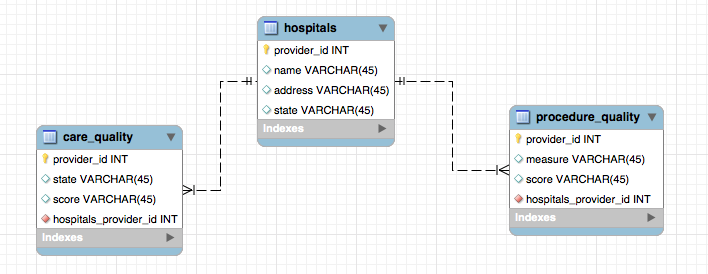 hospitals
provider_id INT
name VARCHAR(45)
address VARCHAR(45)
state VARCHAR(45)
Indexes
care_quality
provider_id INT
state VARCHAR(45)
score VARCHAR(45)
hospitals_provider_id INT
Indexes
procedure_quality
provider_id INT
measure VARCHAR(45)
score VARCHAR(45)
hospitals_provider_id INT
Indexes